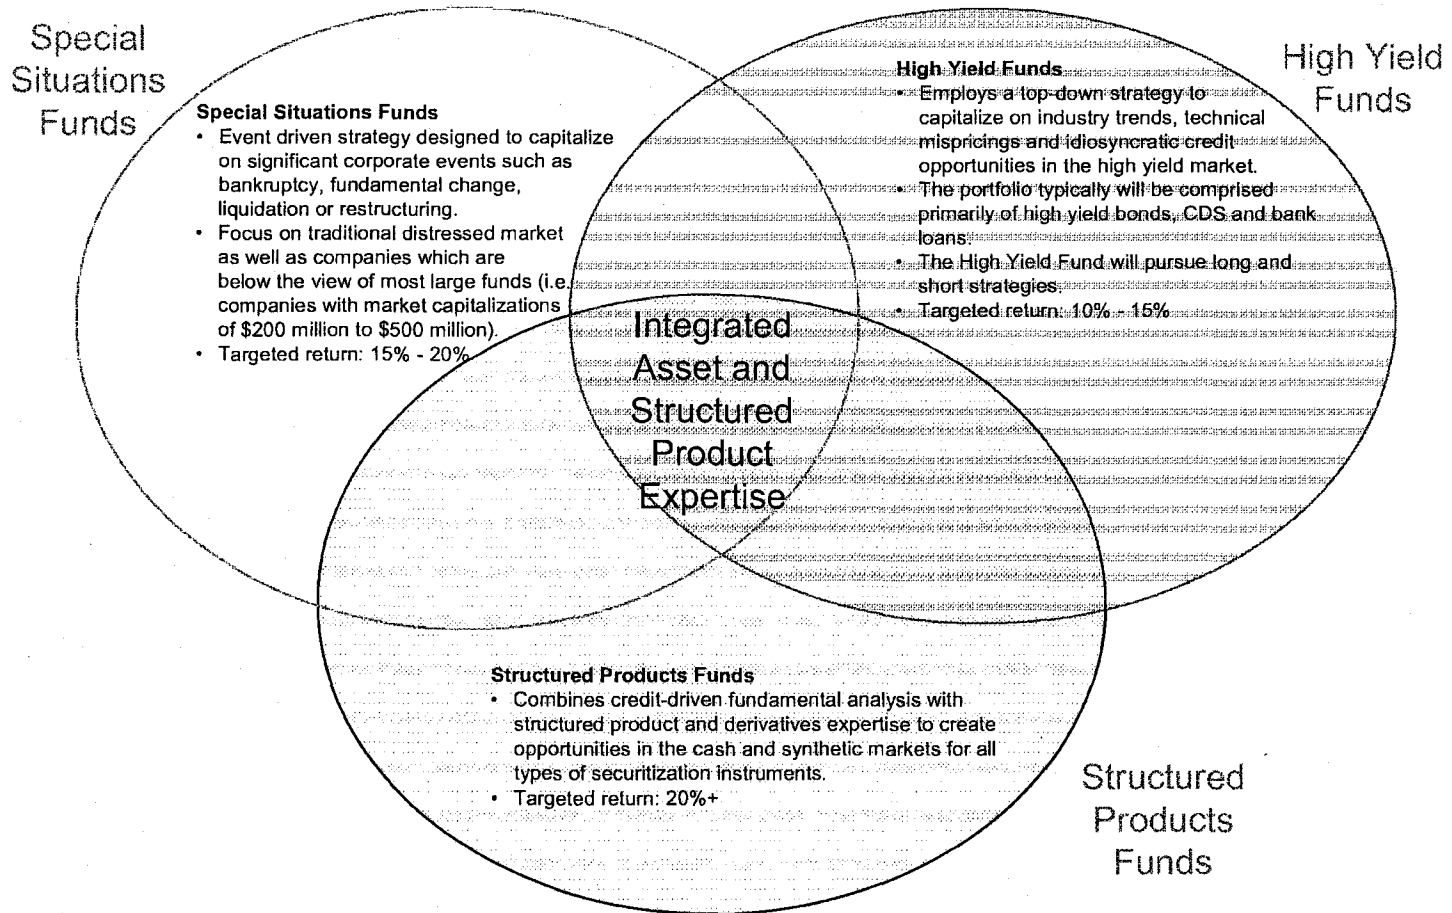 Special
Situations
Funds
Special Situations Funds
• Event driven strategy designed to capitalize
on significant corporate events such as
bankruptcy, fundamental change,
liquidation or restructuring.
• Focus on traditional distressed market
as well as companies which are
below the view of most large funds (i.e.
companies with market capitalizations
of $200 million to $500 million).
• Targeted return: 15% - 20%
High Yield
Funds
High Yield Funds
• Employs a top-down strategy to
capitalize on industry trends, technical
mispricings and idiosyncratic credit
opportunities in the high yield market.
• The portfolio typically will be comprised
primarily of high yield bonds, CDS and bank
loans.
• The High Yield Fund will pursue long and
short strategies.
• Targeted return: 10% - 15%
Integrated
Asset and
Structured
Product
Expertise
Structured Products Funds
• Combines credit-driven fundamental analysis with
structured product and derivatives expertise to create
opportunities in the cash and synthetic markets for all
types of securitization instruments.
• Targeted return: 20%+
Structured
Products
Funds